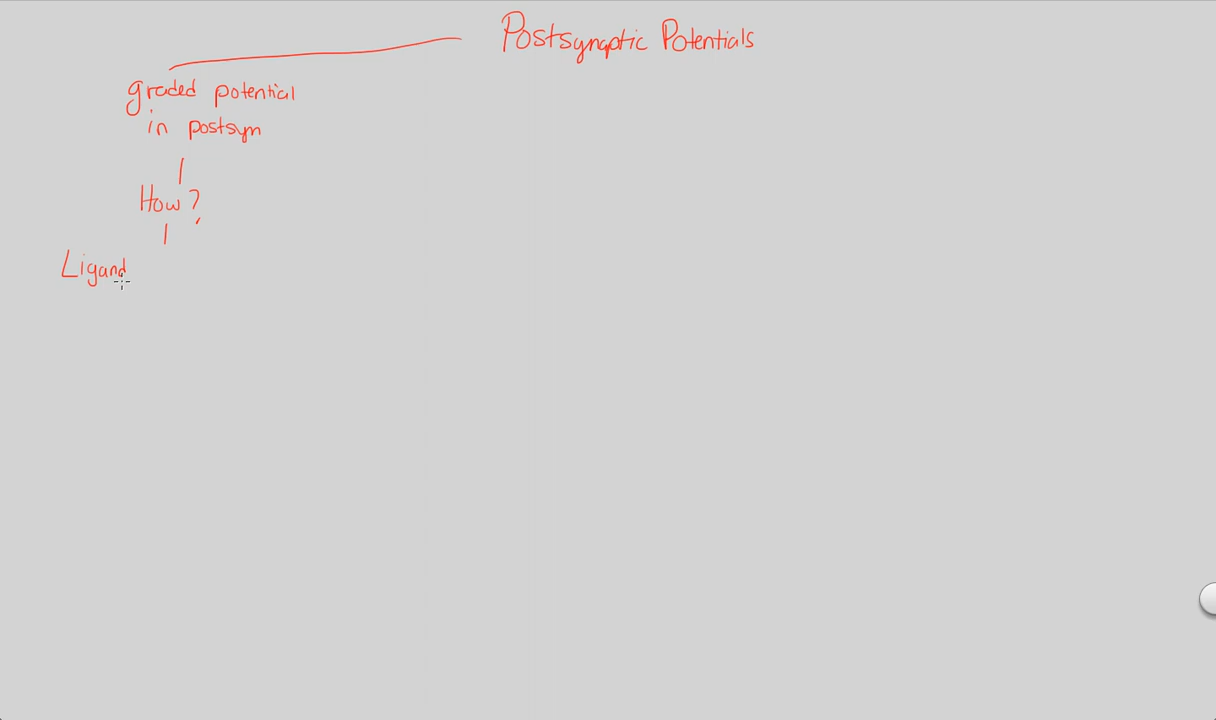 Postsynaptic Potentials
graded potential
in postsyn
How?
Ligand